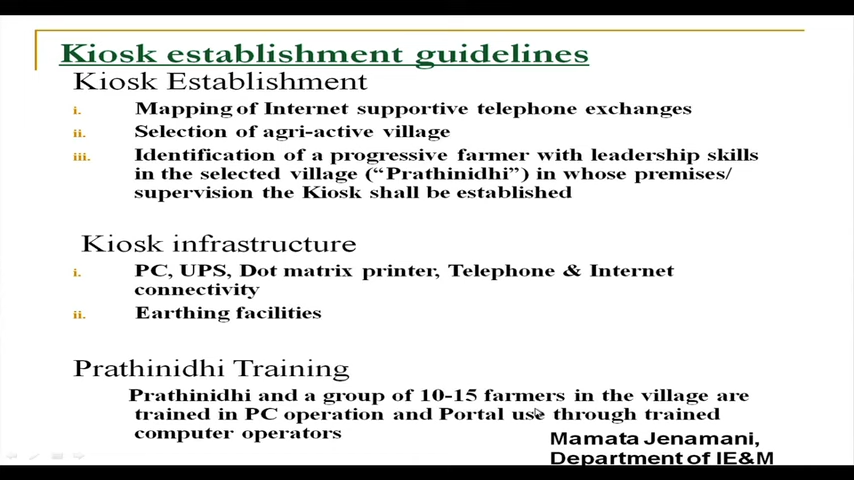 Kiosk establishment guidelines
Kiosk Establishment
i. Mapping of Internet supportive telephone exchanges
ii. Selection of agri-active village
iii. Identification of a progressive farmer with leadership skills
in the selected village (“Prathinidhi”) in whose premises/
supervision the Kiosk shall be established
Kiosk infrastructure
i. PC, UPS, Dot matrix printer, Telephone & Internet
connectivity
ii. Earthing facilities
Prathinidhi Training
Prathinidhi and a group of 10-15 farmers in the village are
trained in PC operation and Portal use through trained
computer operators
Mamata Jenamani,
Department of IE&M